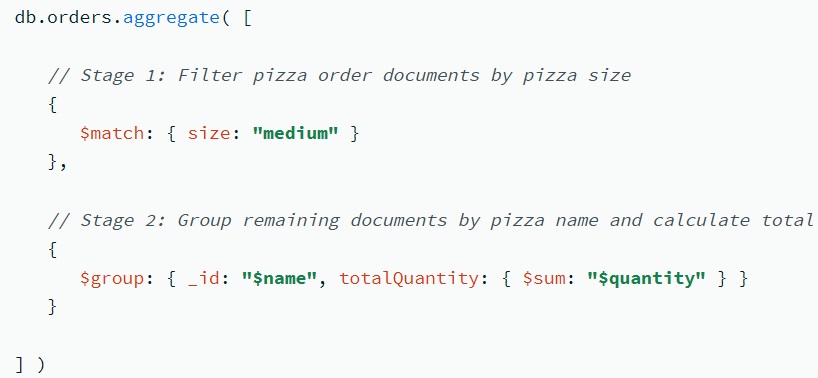 db.orders.aggregate( [
// Stage 1: Filter pizza order documents by pizza size
{
$match: { size: "medium" }
},
// Stage 2: Group remaining documents by pizza name and calculate total
{
$group: { _id: "$name", totalQuantity: { $sum: "$quantity" } }
}
] )